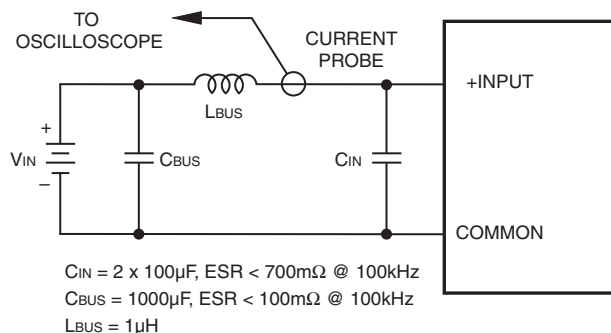 TO
OSCILLOSCOPE
CURRENT
PROBE
+INPUT
LBUS
+
VIN
CBUS
CIN
–
COMMON
CIN = 2 x 100µF, ESR < 700mΩ @ 100kHz
CBUS = 1000µF, ESR < 100mΩ @ 100kHz
LBUS = 1µH